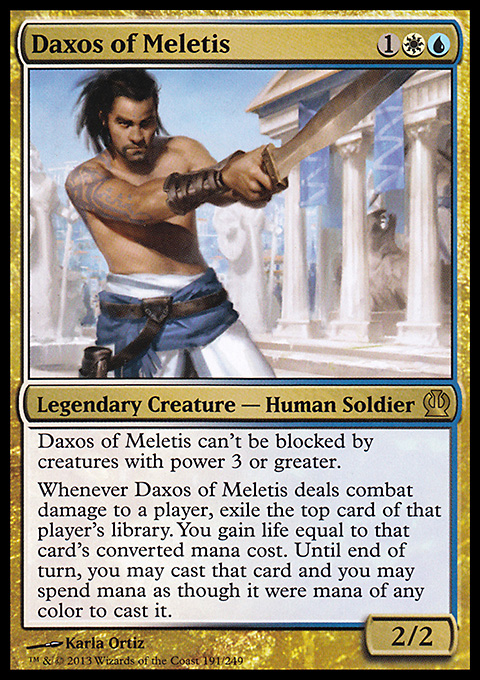 Daxos of Meletis 1
Legendary Creature — Human Soldier
Daxos of Meletis can't be blocked by
creatures with power 3 or greater.
Whenever Daxos of Meletis deals combat
damage to a player, exile the top card of that
player's library. You gain life equal to that
card's converted mana cost. Until end of
turn, you may cast that card and you may
spend mana as though it were mana of any
color to cast it.
Karla Ortiz
2/2
™ & © 2013 Wizards of the Coast 191/249